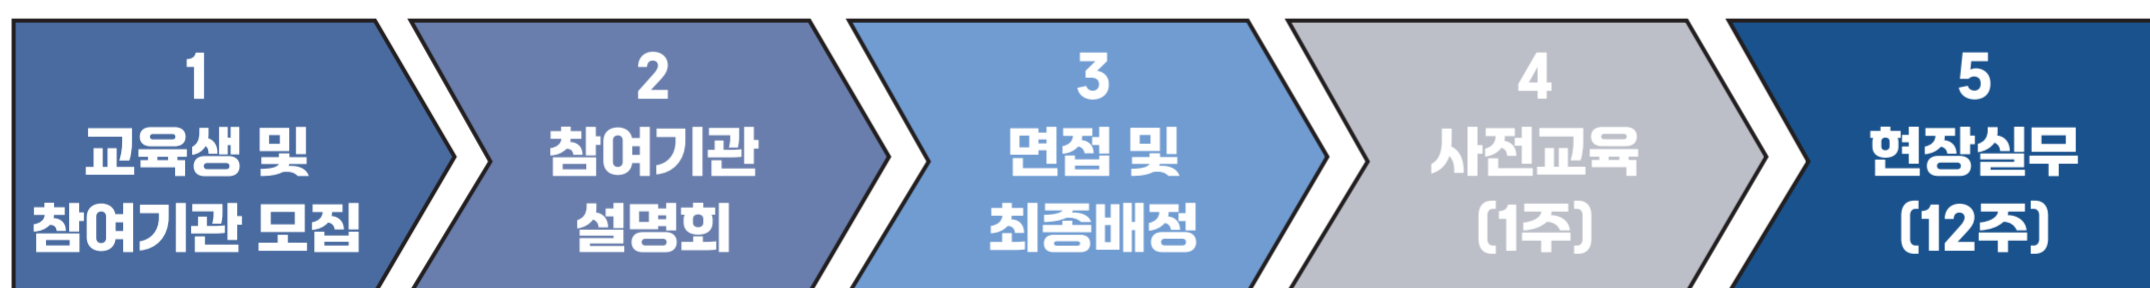 1
교육생 및
참여기관 모집
2
참여기관
설명회
3
면접 및
최종배정
4
사전교육
(1주)
5
현장실무
(12주)